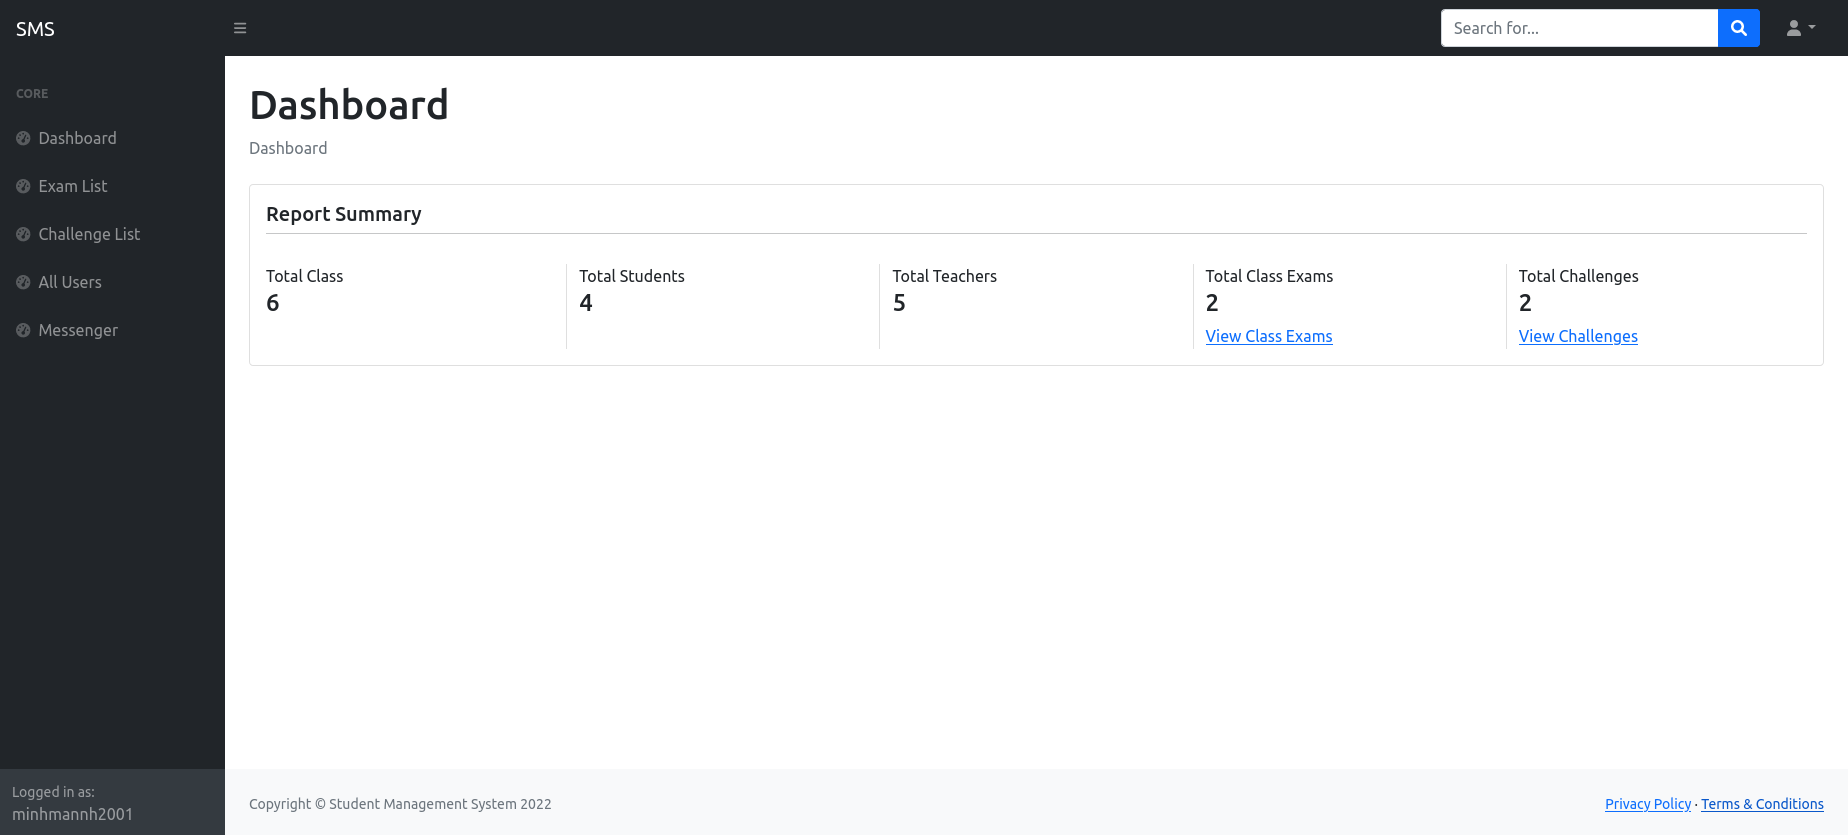 SMS
Search for...
CORE
Dashboard
Exam List
Challenge List
All Users
Messenger
Logged in as:
minhmannh2001
Dashboard
Dashboard
Report Summary
Total Class
6
Total Students
4
Total Teachers
5
Total Class Exams
2
View Class Exams
Total Challenges
2
View Challenges
Copyright © Student Management System 2022
Privacy Policy · Terms & Conditions